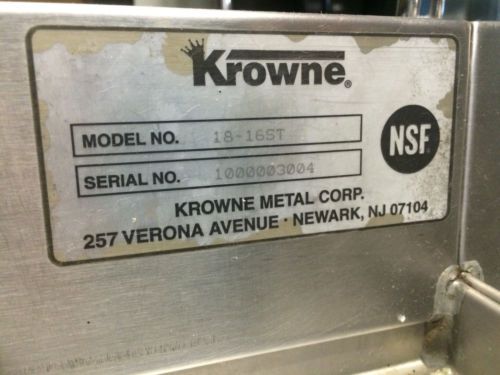 Krowne®
MODEL NO. 18-16ST
SERIAL NO. 1000003004
NSF
KROWNE METAL CORP.
257 VERONA AVENUE · NEWARK, NJ 07104